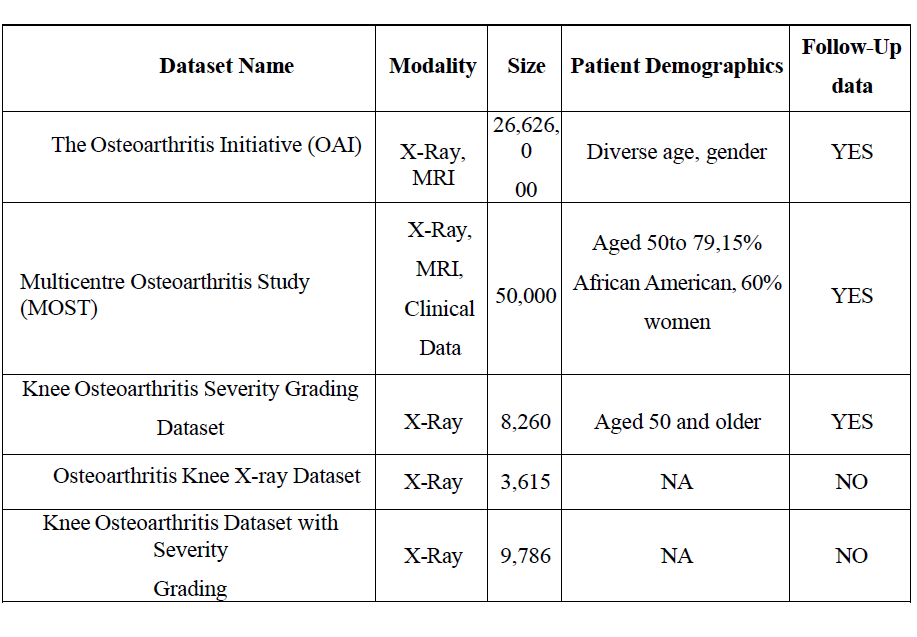 Dataset Name
Modality
Size
Patient Demographics
Follow-Up
data
The Osteoarthritis Initiative (OAI)
X-Ray,
MRI
26,626,
0
00
Diverse age, gender
YES
Multicentre Osteoarthritis Study
(MOST)
X-Ray,
MRI,
Clinical
Data
50,000
Aged 50to 79,15%
African American, 60%
women
YES
Knee Osteoarthritis Severity Grading
Dataset
X-Ray
8,260
Aged 50 and older
YES
Osteoarthritis Knee X-ray Dataset
X-Ray
3,615
NA
NO
Knee Osteoarthritis Dataset with
Severity
Grading
X-Ray
9,786
NA
NO